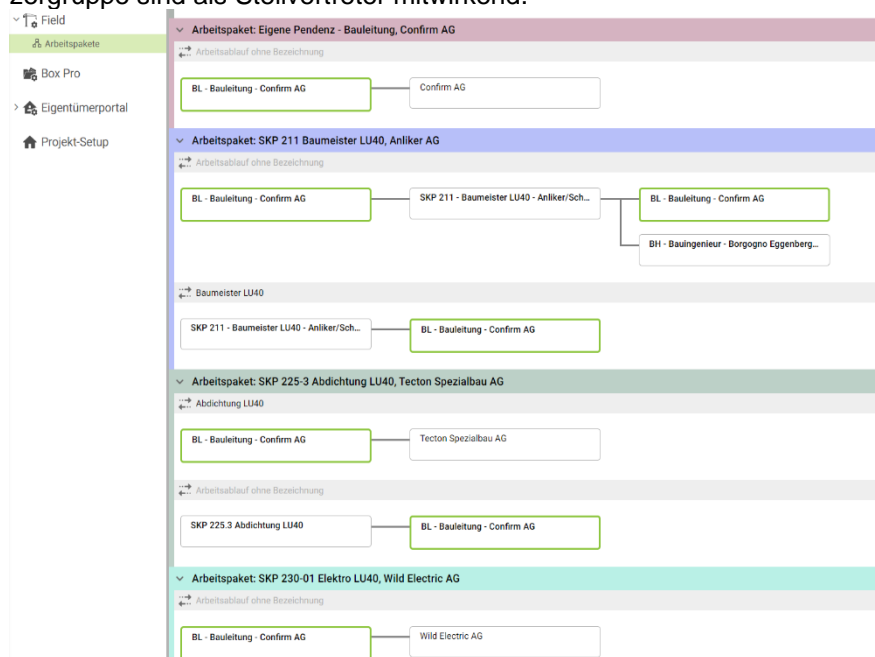 zergruppe sind als Stellvertreter mitwirkend.
Field
Arbeitspakete
Box Pro
Eigentümerportal
Projekt-Setup
Arbeitspaket: Eigene Pendenz - Bauleitung, Confirm AG
Arbeitsablauf ohne Bezeichnung
BL - Bauleitung - Confirm AG
Confirm AG
Arbeitspaket: SKP 211 Baumeister LU40, Anliker AG
Arbeitsablauf ohne Bezeichnung
BL - Bauleitung - Confirm AG
SKP 211 - Baumeister LU40 - Anliker/Sch...
BL - Bauleitung - Confirm AG
BH - Bauingenieur - Borgogno Eggenberg...
Baumeister LU40
SKP 211 - Baumeister LU40 - Anliker/Sch...
BL - Bauleitung - Confirm AG
Arbeitspaket: SKP 225-3 Abdichtung LU40, Tecton Spezialbau AG
Abdichtung LU40
BL - Bauleitung - Confirm AG
Tecton Spezialbau AG
Arbeitsablauf ohne Bezeichnung
SKP 225.3 Abdichtung LU40
BL - Bauleitung - Confirm AG
Arbeitspaket: SKP 230-01 Elektro LU40, Wild Electric AG
Arbeitsablauf ohne Bezeichnung
BL - Bauleitung - Confirm AG
Wild Electric AG